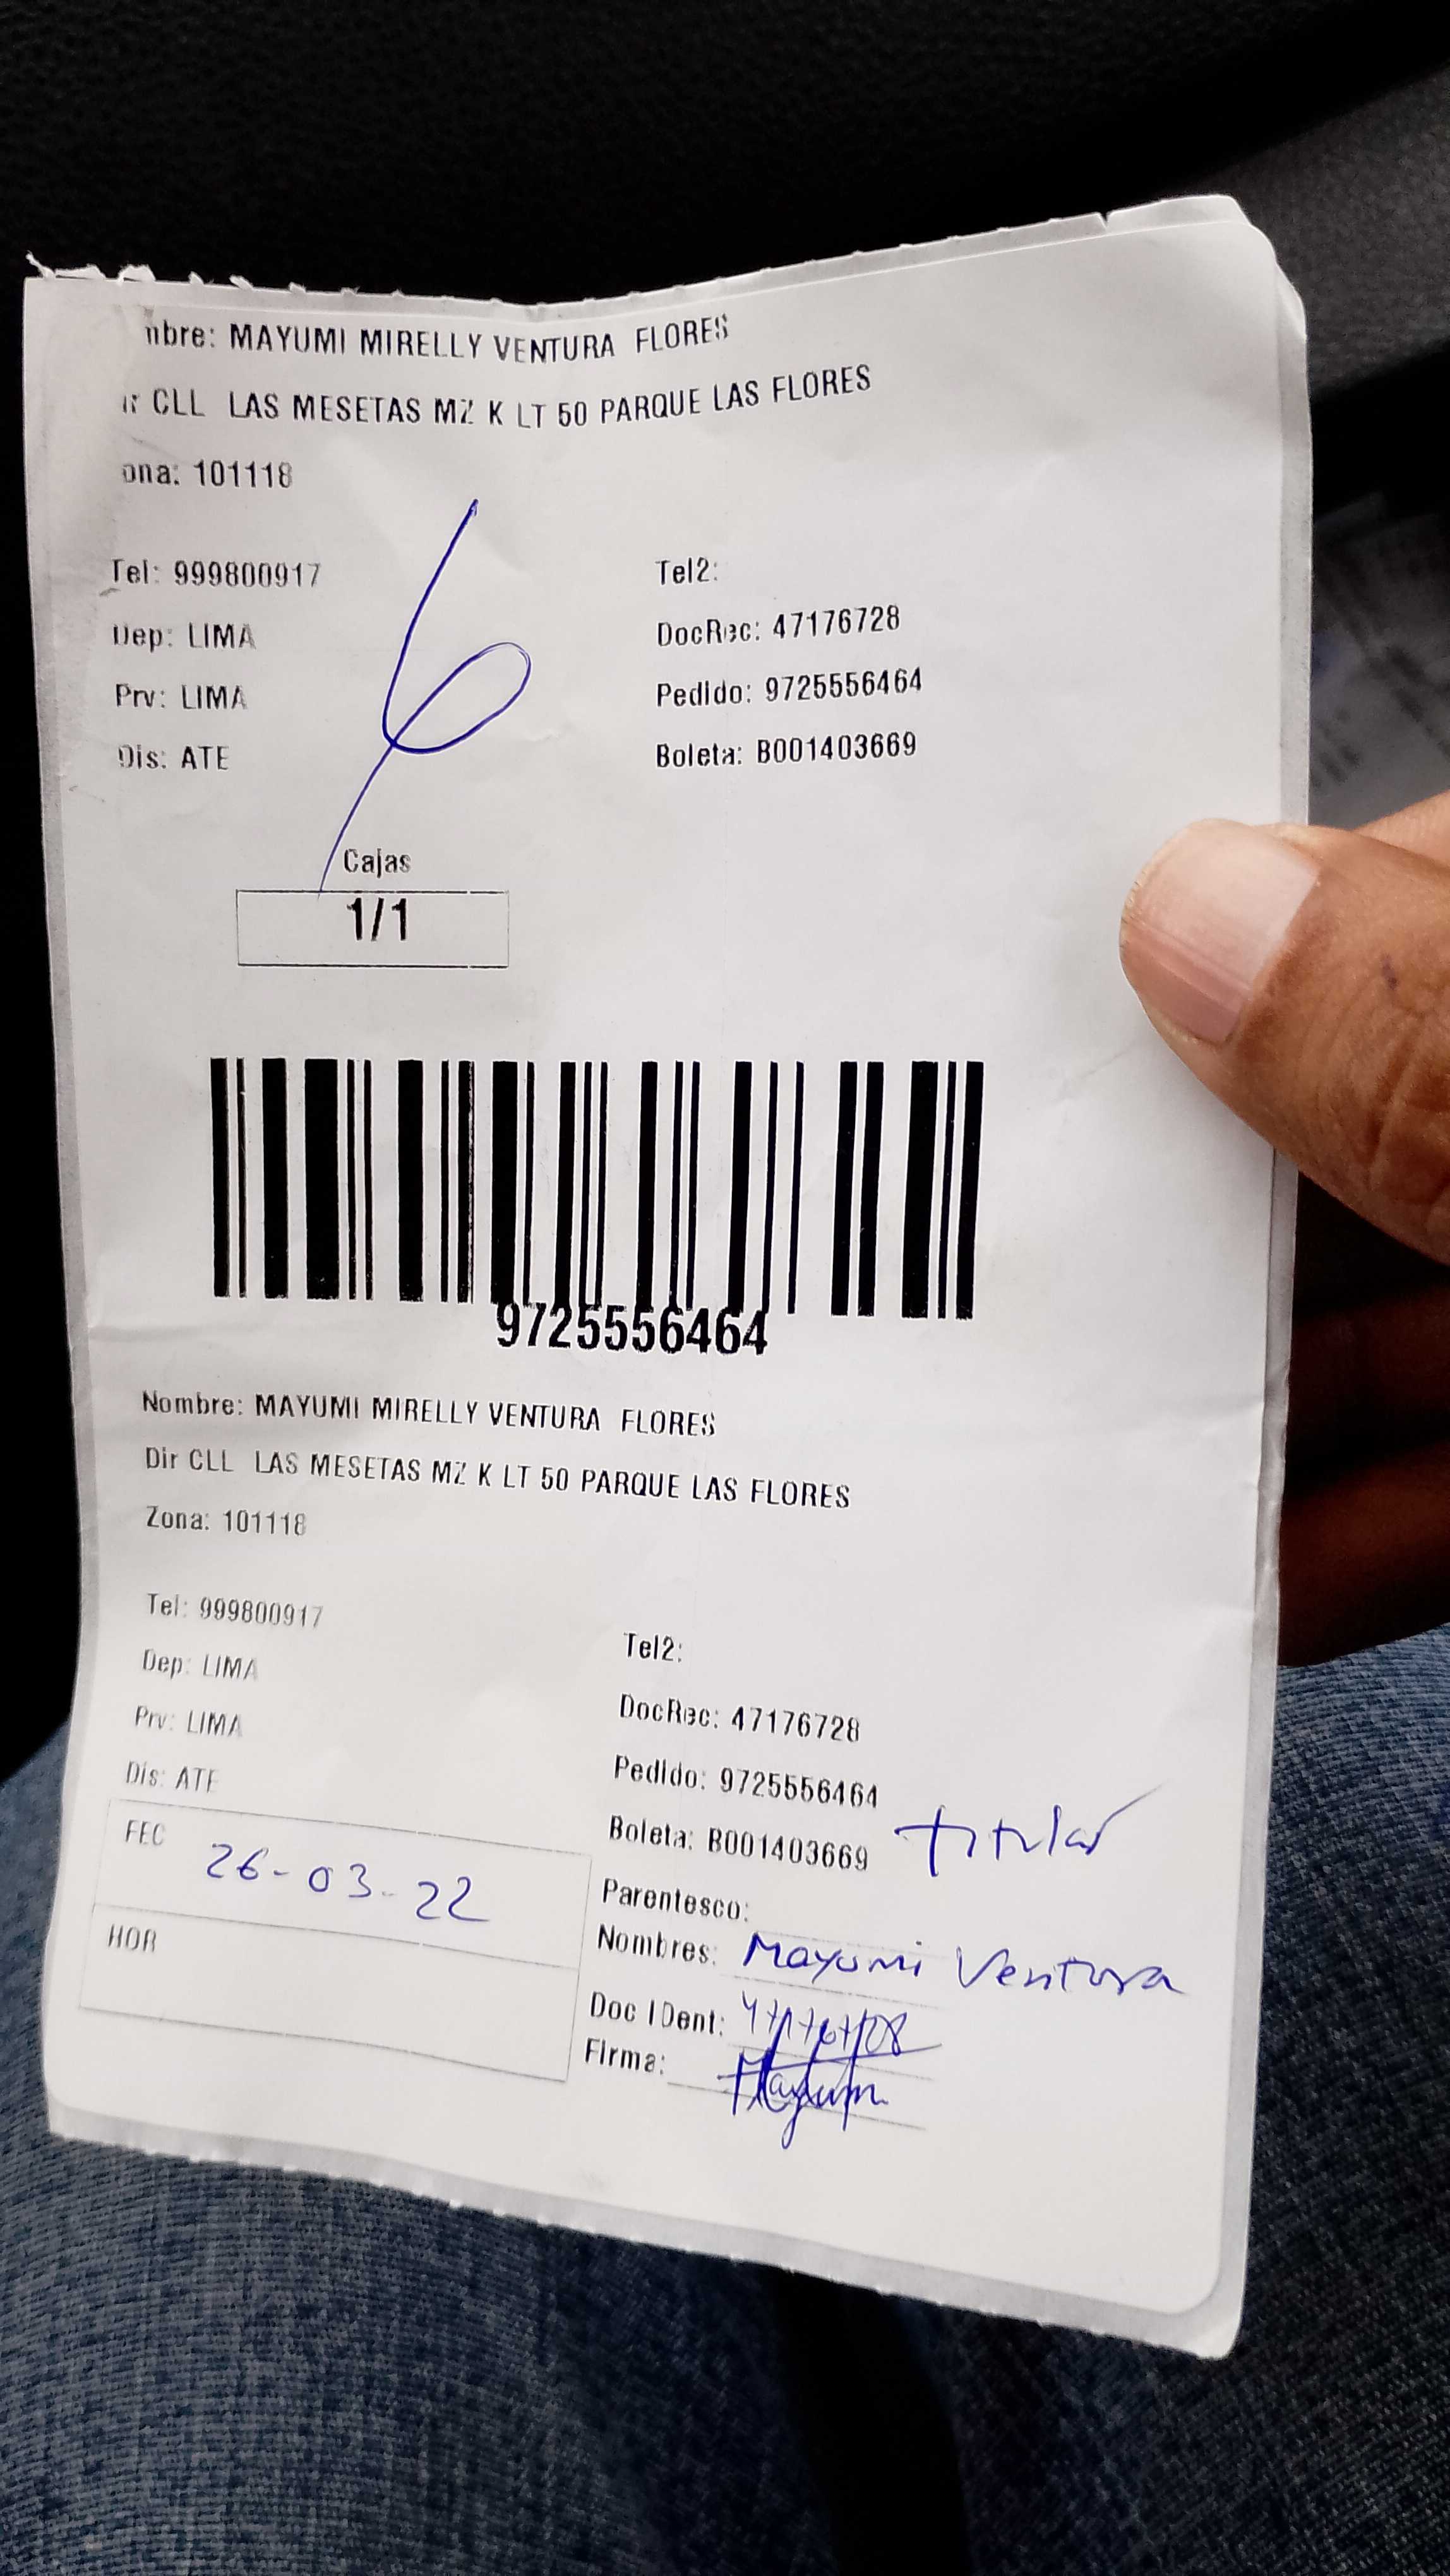 nbre: MAYUMI MIRELLY VENTURA FLORES
ir CLL LAS MESETAS MZ K LT 50 PARQUE LAS FLORES
ona: 101118
Tel: 999800917 Tel2:
Dep: LIMA DocRec: 47176728
Prv: LIMA Pedido: 9725556464
Dis: ATE Boleta: B001403669
6
Cajas
1/1
9725556464
Nombre: MAYUMI MIRELLY VENTURA FLORES
Dir CLL LAS MESETAS MZ K LT 50 PARQUE LAS FLORES
Zona: 101118
Tel: 999800917 Tel2:
Dep: LIMA DocRec: 47176728
Prv: LIMA Pedido: 9725556464
Dis: ATE Boleta: B001403669 titular
FEC 26-03-22 Parentesco:
HOR Nombres: Mayumi Ventura
Doc IDent:
Firma: Mayumi